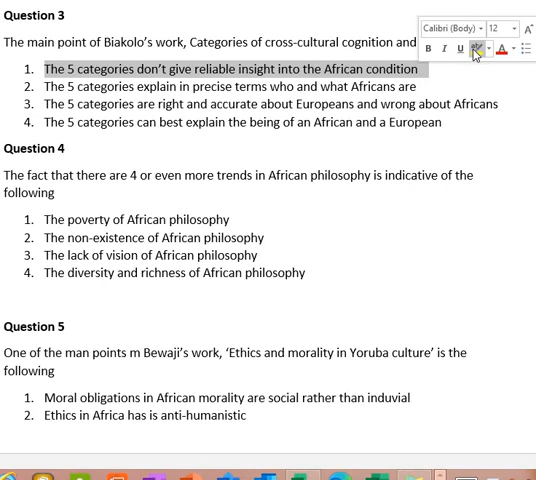 Question 3
Calibri (Body) 12 A
The main point of Biakolo's work, Categories of cross-cultural cognition and
B I U aby A
1. The 5 categories don't give reliable insight into the African condition
2. The 5 categories explain in precise terms who and what Africans are
3. The 5 categories are right and accurate about Europeans and wrong about Africans
4. The 5 categories can best explain the being of an African and a European
Question 4
The fact that there are 4 or even more trends in African philosophy is indicative of the
following
1. The poverty of African philosophy
2. The non-existence of African philosophy
3. The lack of vision of African philosophy
4. The diversity and richness of African philosophy
Question 5
One of the man points m Bewaji's work, 'Ethics and morality in Yoruba culture' is the
following
1. Moral obligations in African morality are social rather than induvial
2. Ethics in Africa has is anti-humanistic